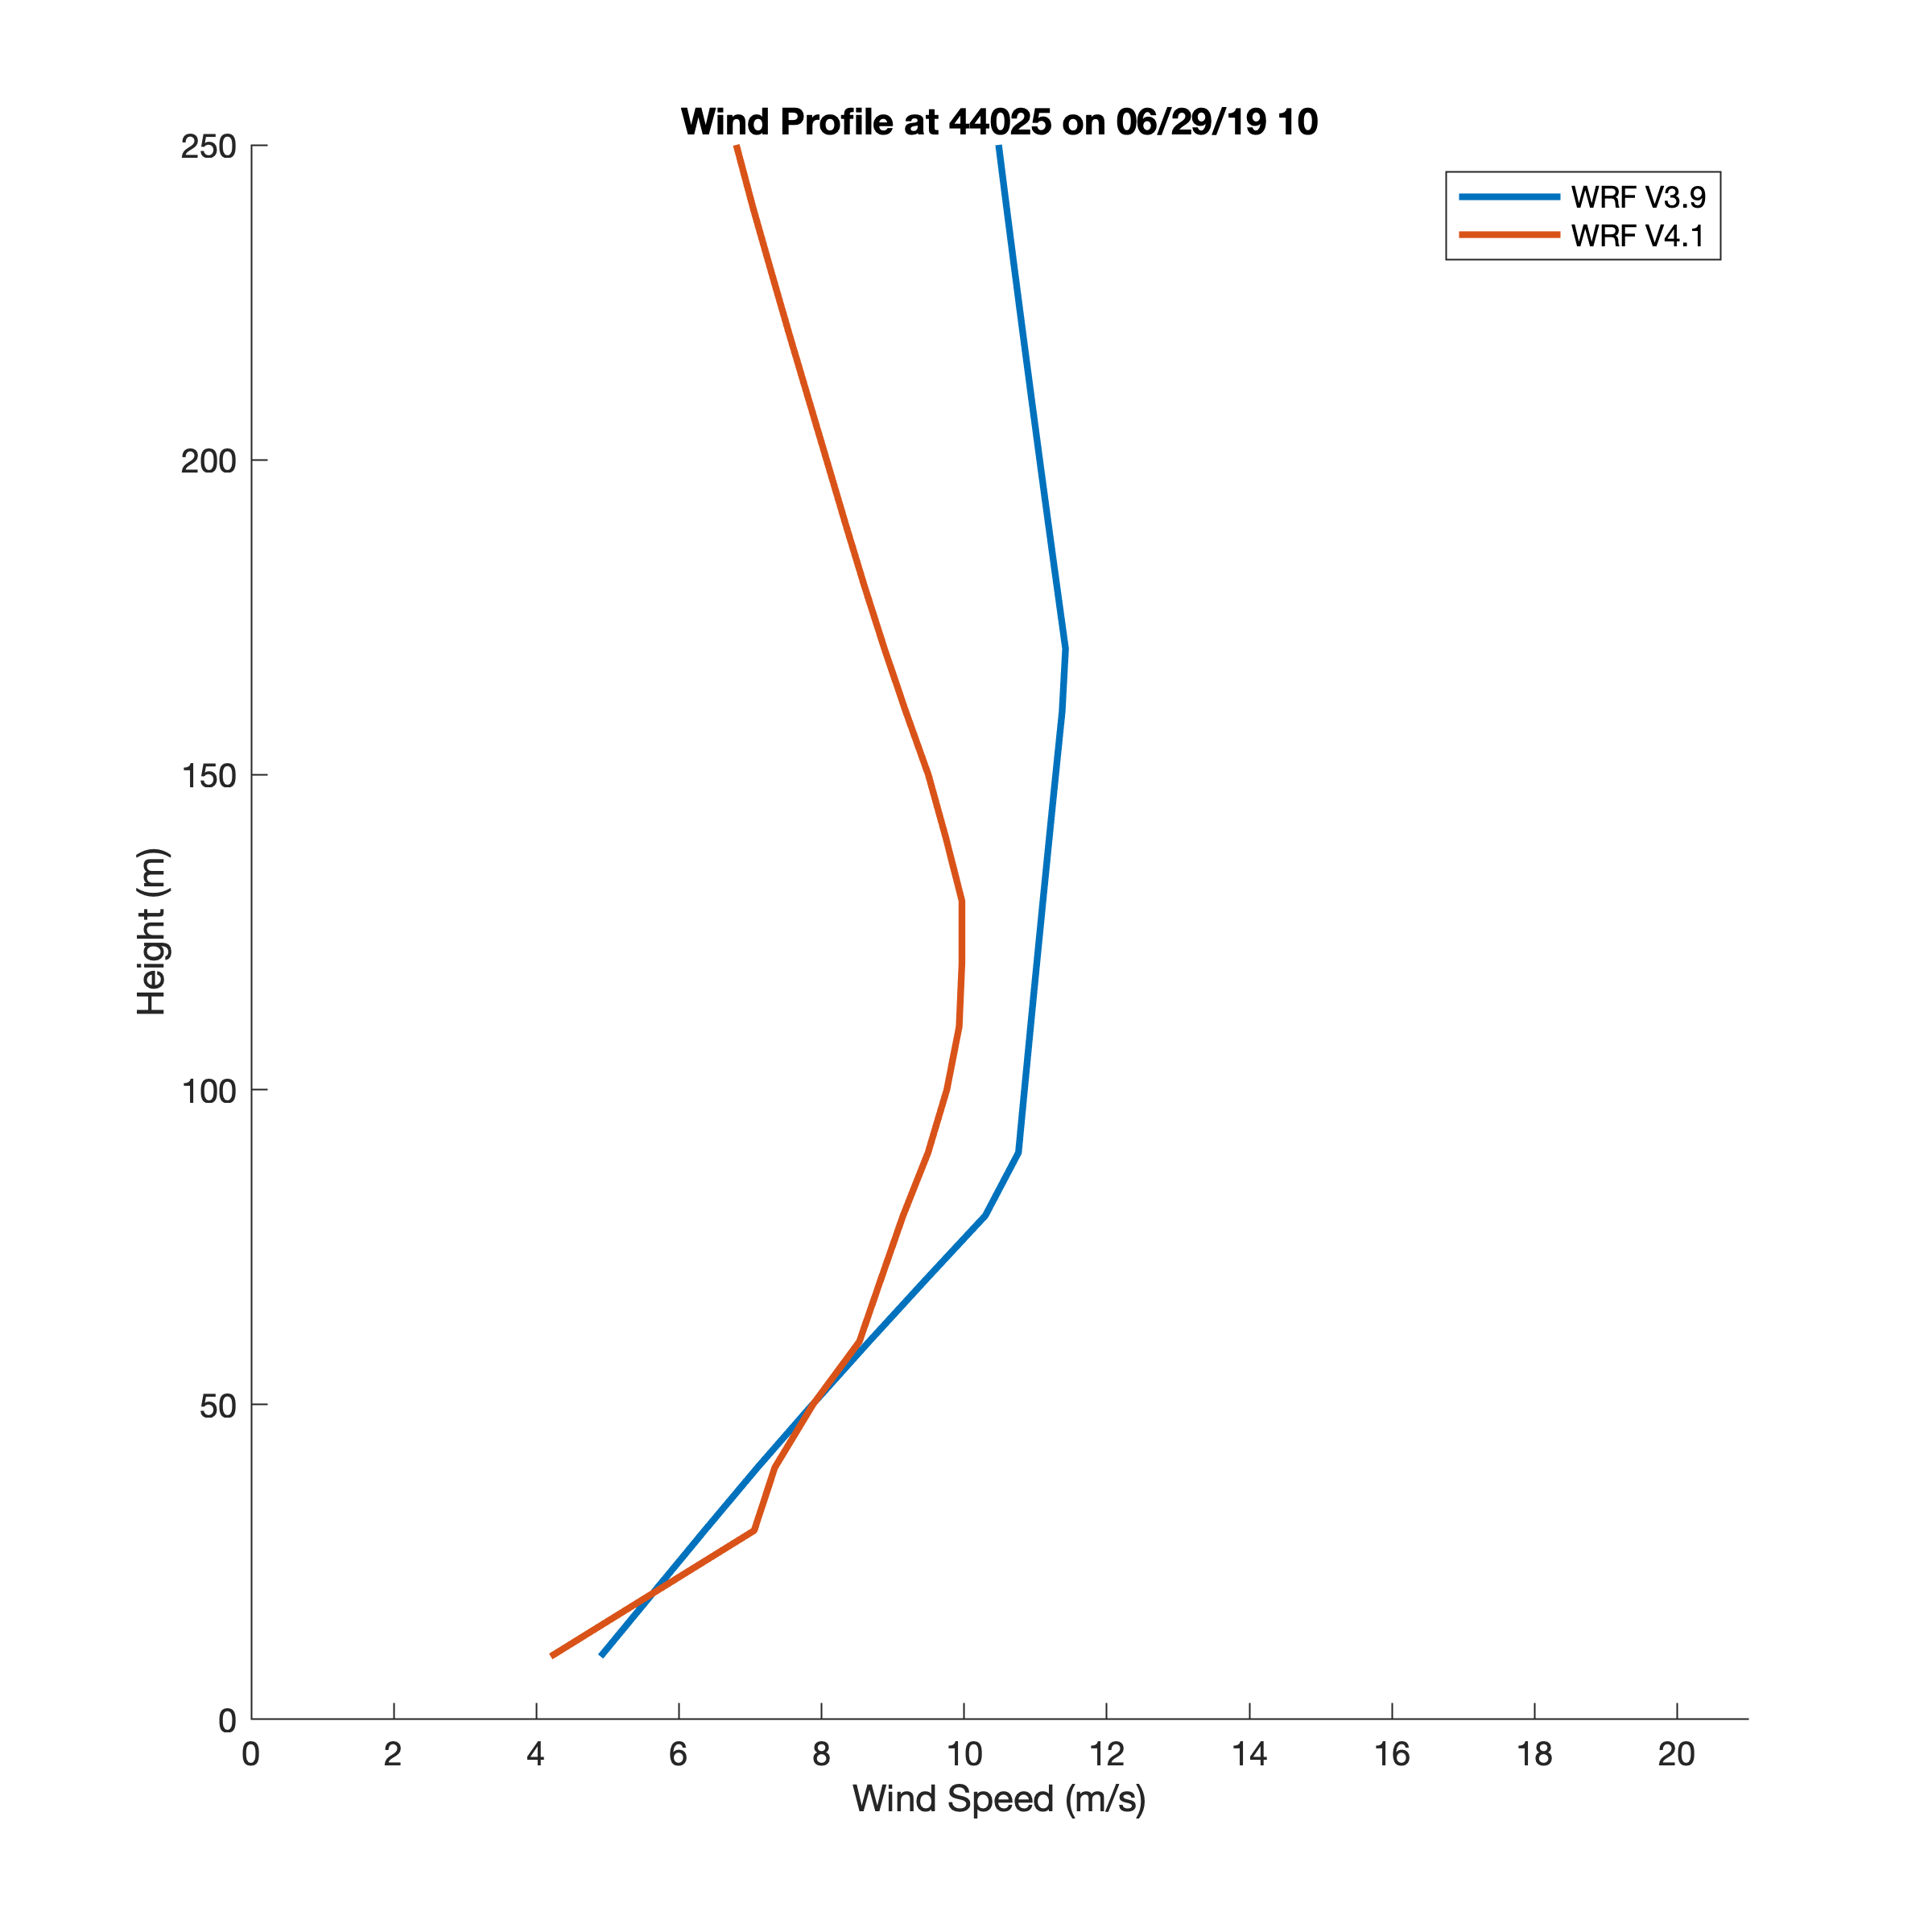 Wind Profile at 44025 on 06/29/19 10
WRF V3.9
WRF V4.1
250
200
150
100
50
0
Height (m)
0 2 4 6 8 10 12 14 16 18 20
Wind Speed (m/s)